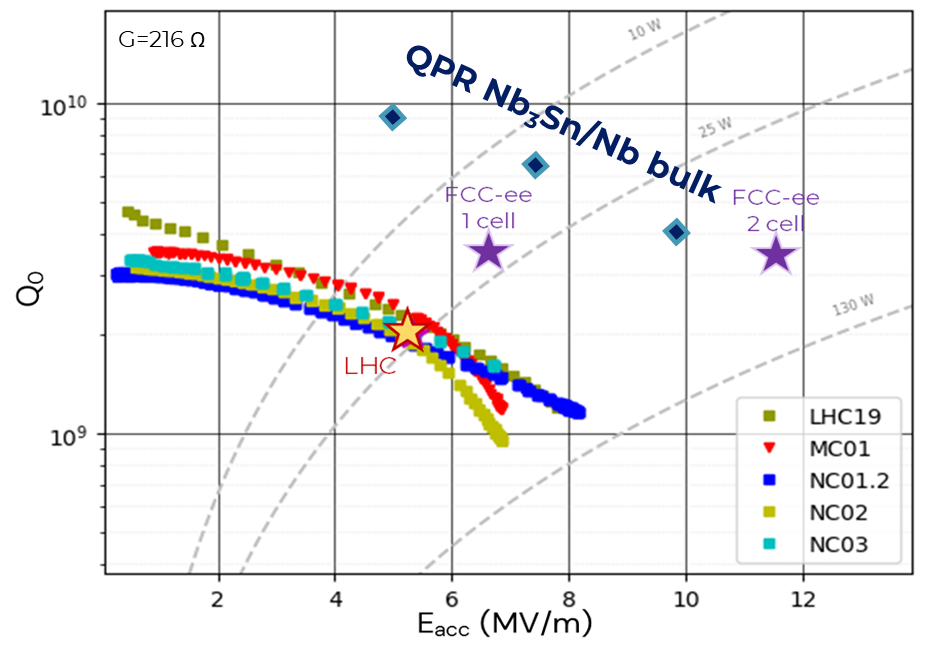 G=216 Ω
10 W
QPR Nb₃Sn/Nb bulk
10¹⁰
25 W
FCC-ee
1 cell
FCC-ee
2 cell
Q₀
130 W
LHC
10⁹
LHC19
MC01
NC01.2
NC02
NC03
2 4 6 8 10 12
Eacc (MV/m)